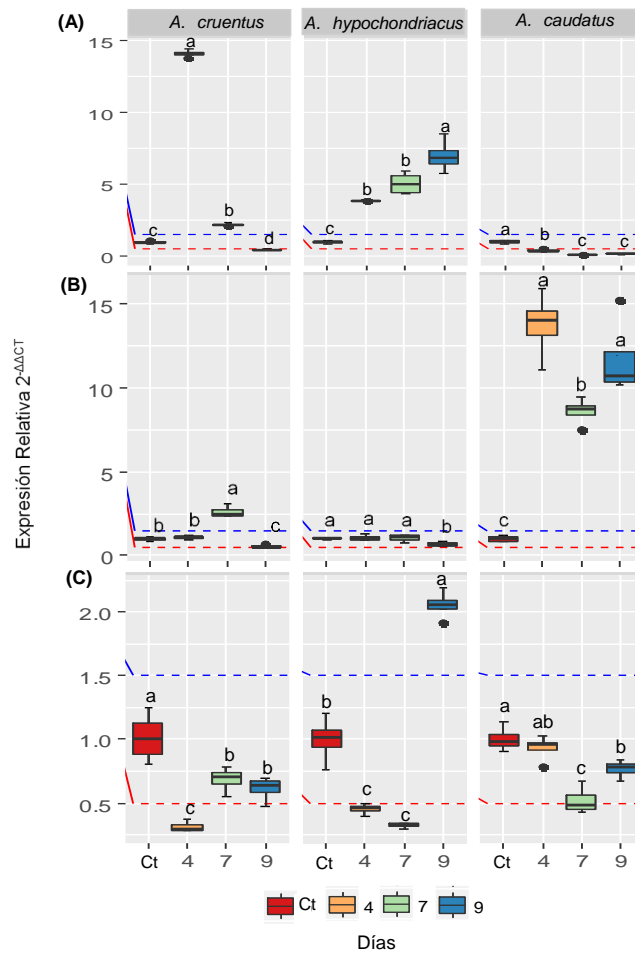 (A) A. cruentus A. hypochondriacus A. caudatus
15
10
5
0
c a b d
c b b a
a b c c
(B)
15
10
5
0
b b a c
a a a b
c a b a
(C)
2.0
1.5
1.0
0.5
a c b b
b c c a
a ab c b
Expresión Relativa 2-ΔΔCT
Ct 4 7 9 Ct 4 7 9 Ct 4 7 9
Ct 4 7 9
Días